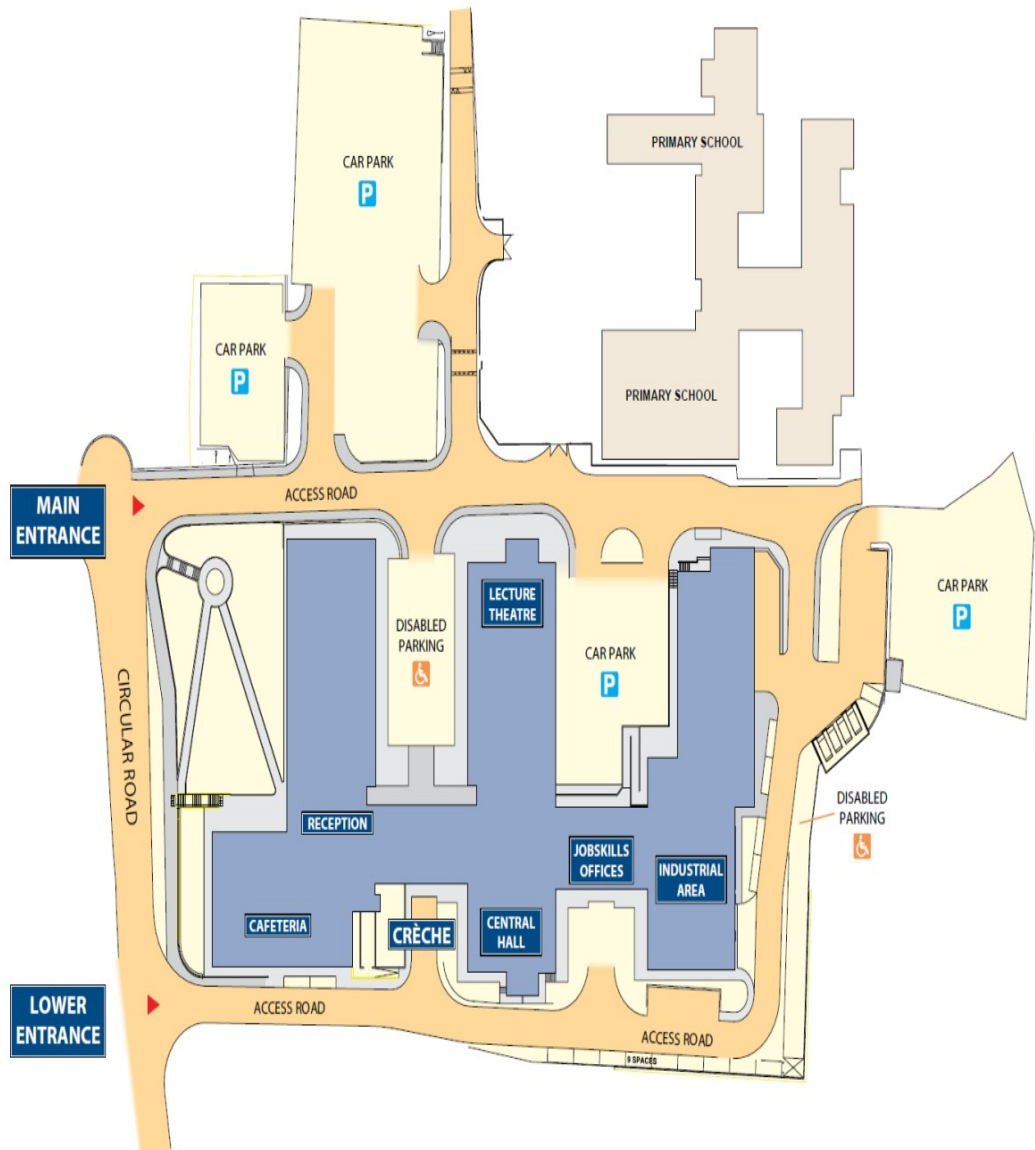 PRIMARY SCHOOL
CAR PARK
P
CAR PARK
P
PRIMARY SCHOOL
MAIN
ENTRANCE
ACCESS ROAD
LECTURE
THEATRE
DISABLED
PARKING
CAR PARK
P
CAR PARK
P
CIRCULAR ROAD
DISABLED
PARKING
RECEPTION
JOBSKILLS
OFFICES
INDUSTRIAL
AREA
CAFETERIA
CRÈCHE
CENTRAL
HALL
LOWER
ENTRANCE
ACCESS ROAD
ACCESS ROAD
9 SPACES